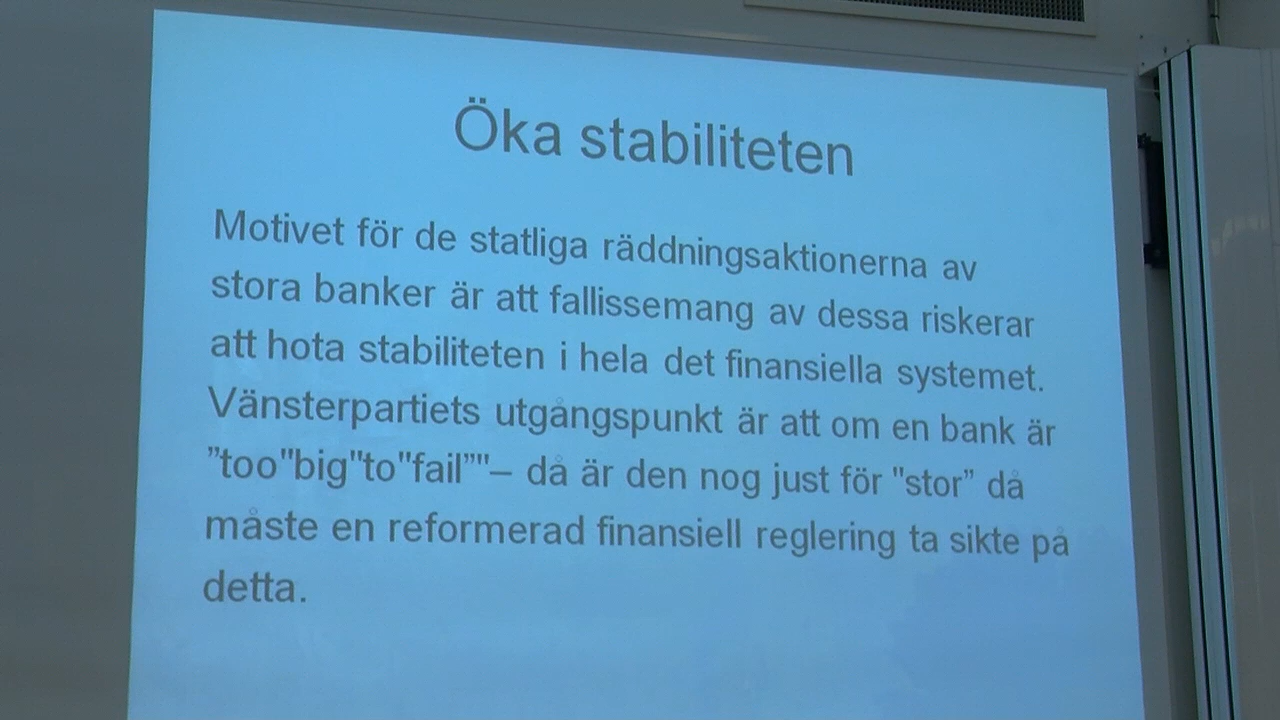 Öka stabiliteten
Motivet för de statliga räddningsaktionerna av
stora banker är att fallissemang av dessa riskerar
att hota stabiliteten i hela det finansiella systemet.
Vänsterpartiets utgångspunkt är att om en bank är
”too"big"to"fail”"– då är den nog just för "stor” då
måste en reformerad finansiell reglering ta sikte på
detta.